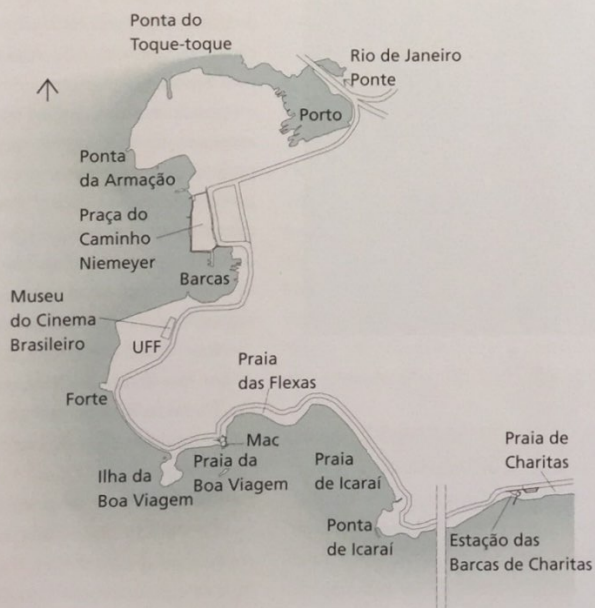 Ponta do
Toque-toque
Rio de Janeiro
Ponte
Porto
Ponta
da Armação
Praça do
Caminho
Niemeyer
Barcas
Museu
do Cinema
Brasileiro
UFF
Praia
das Flexas
Forte
Mac
Praia da
Boa Viagem
Ilha da
Boa Viagem
Praia
de Icaraí
Praia de
Charitas
Ponta
de Icaraí
Estação das
Barcas de Charitas